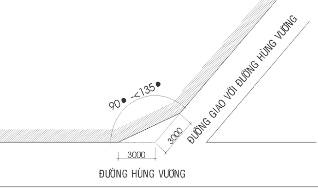 90● -<135●
3000
3000
ĐƯỜNG GIAO VỚI ĐƯỜNG HÙNG VƯƠNG
ĐƯỜNG HÙNG VƯƠNG